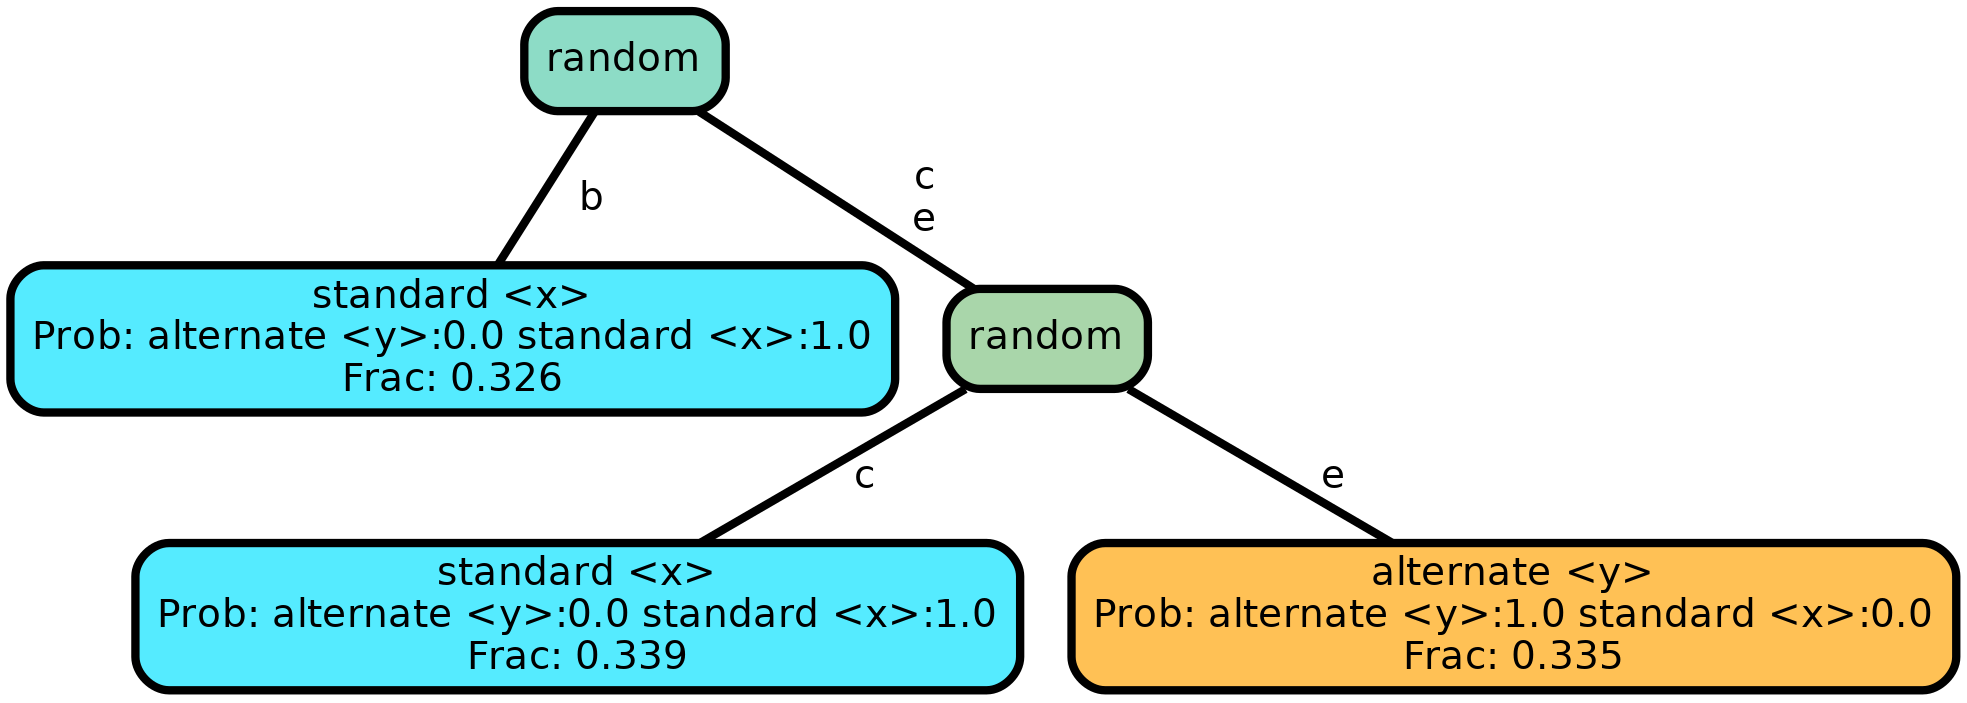 random
b
c
e
standard <x>
Prob: alternate <y>:0.0 standard <x>:1.0
Frac: 0.326
random
c
e
standard <x>
Prob: alternate <y>:0.0 standard <x>:1.0
Frac: 0.339
alternate <y>
Prob: alternate <y>:1.0 standard <x>:0.0
Frac: 0.335